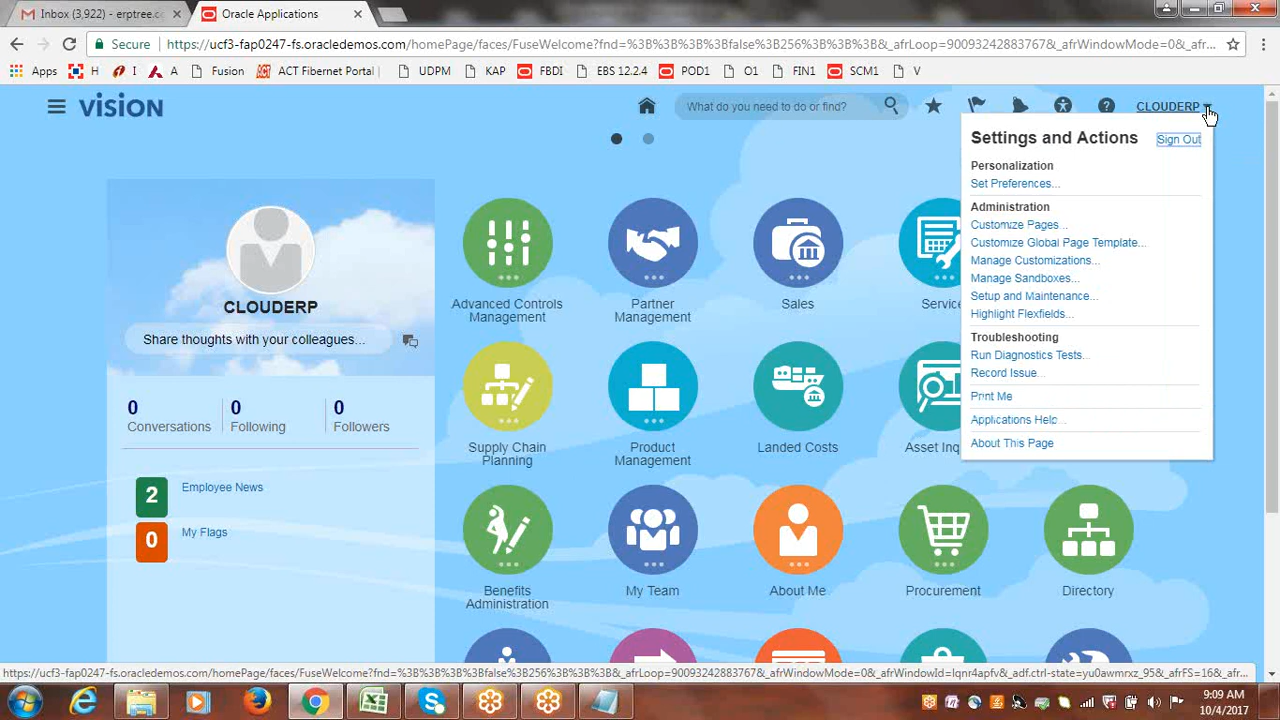 Inbox (3,922) - erptree.c
Oracle Applications
Secure
https://ucf3-fap0247-fs.oracledemos.com/homePage/faces/FuseWelcome?fnd=%3B%3B%3B%3Bfalse%3B256%3B%3B%3B&_afrLoop=900932428837​67&_afrWindowMode=0&_afr...
Apps
H
I
A
Fusion
ACT Fibernet Portal
UDPM
KAP
FBDI
EBS 12.2.4
POD1
O1
FIN1
SCM1
V
VISION
What do you need to do or find?
CLOUDERP
Settings and Actions
Sign Out
Personalization
Set Preferences...
Administration
Customize Pages...
Customize Global Page Template...
Manage Customizations...
Manage Sandboxes...
Setup and Maintenance...
Highlight Flexfields...
Troubleshooting
Run Diagnostics Tests...
Record Issue...
Print Me
Applications Help...
About This Page
CLOUDERP
Share thoughts with your colleagues...
0
Conversations
0
Following
0
Followers
2
Employee News
0
My Flags
Advanced Controls
Management
Partner
Management
Sales
Service
Supply Chain
Planning
Product
Management
Landed Costs
Asset Inq
Benefits
Administration
My Team
About Me
Procurement
Directory
https://ucf3-fap0247-fs.oracledemos.com/homePage/faces/FuseWelcome?fnd=%3B%3B%3B%3Bfalse%3B256%3B%3B%3B&_afrLoop=90093242883767&_afrWindowMode=0&_afrWindowId=lqnr4apfv&_adf.ctrl-state=yu0awmrxz_95&_afrFS=16&_afr...
9:09 AM
10/4/2017